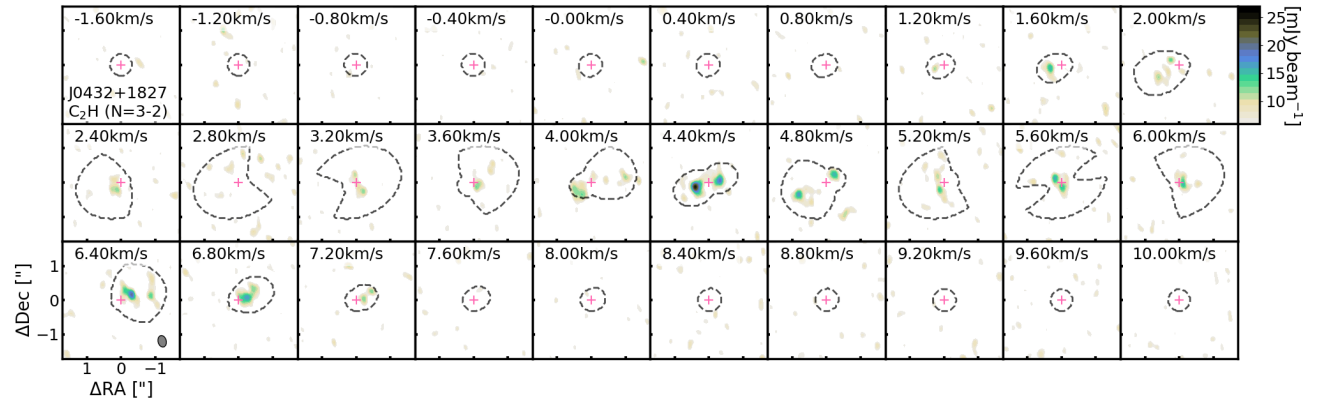 -1.60km/s -1.20km/s -0.80km/s -0.40km/s -0.00km/s 0.40km/s 0.80km/s 1.20km/s 1.60km/s 2.00km/s
J0432+1827
C₂H (N=3-2)
25
20
15
10
[mJy beam⁻¹]
2.40km/s 2.80km/s 3.20km/s 3.60km/s 4.00km/s 4.40km/s 4.80km/s 5.20km/s 5.60km/s 6.00km/s
6.40km/s 6.80km/s 7.20km/s 7.60km/s 8.00km/s 8.40km/s 8.80km/s 9.20km/s 9.60km/s 10.00km/s
1
0
−1
ΔDec ["]
1 0 −1
ΔRA ["]